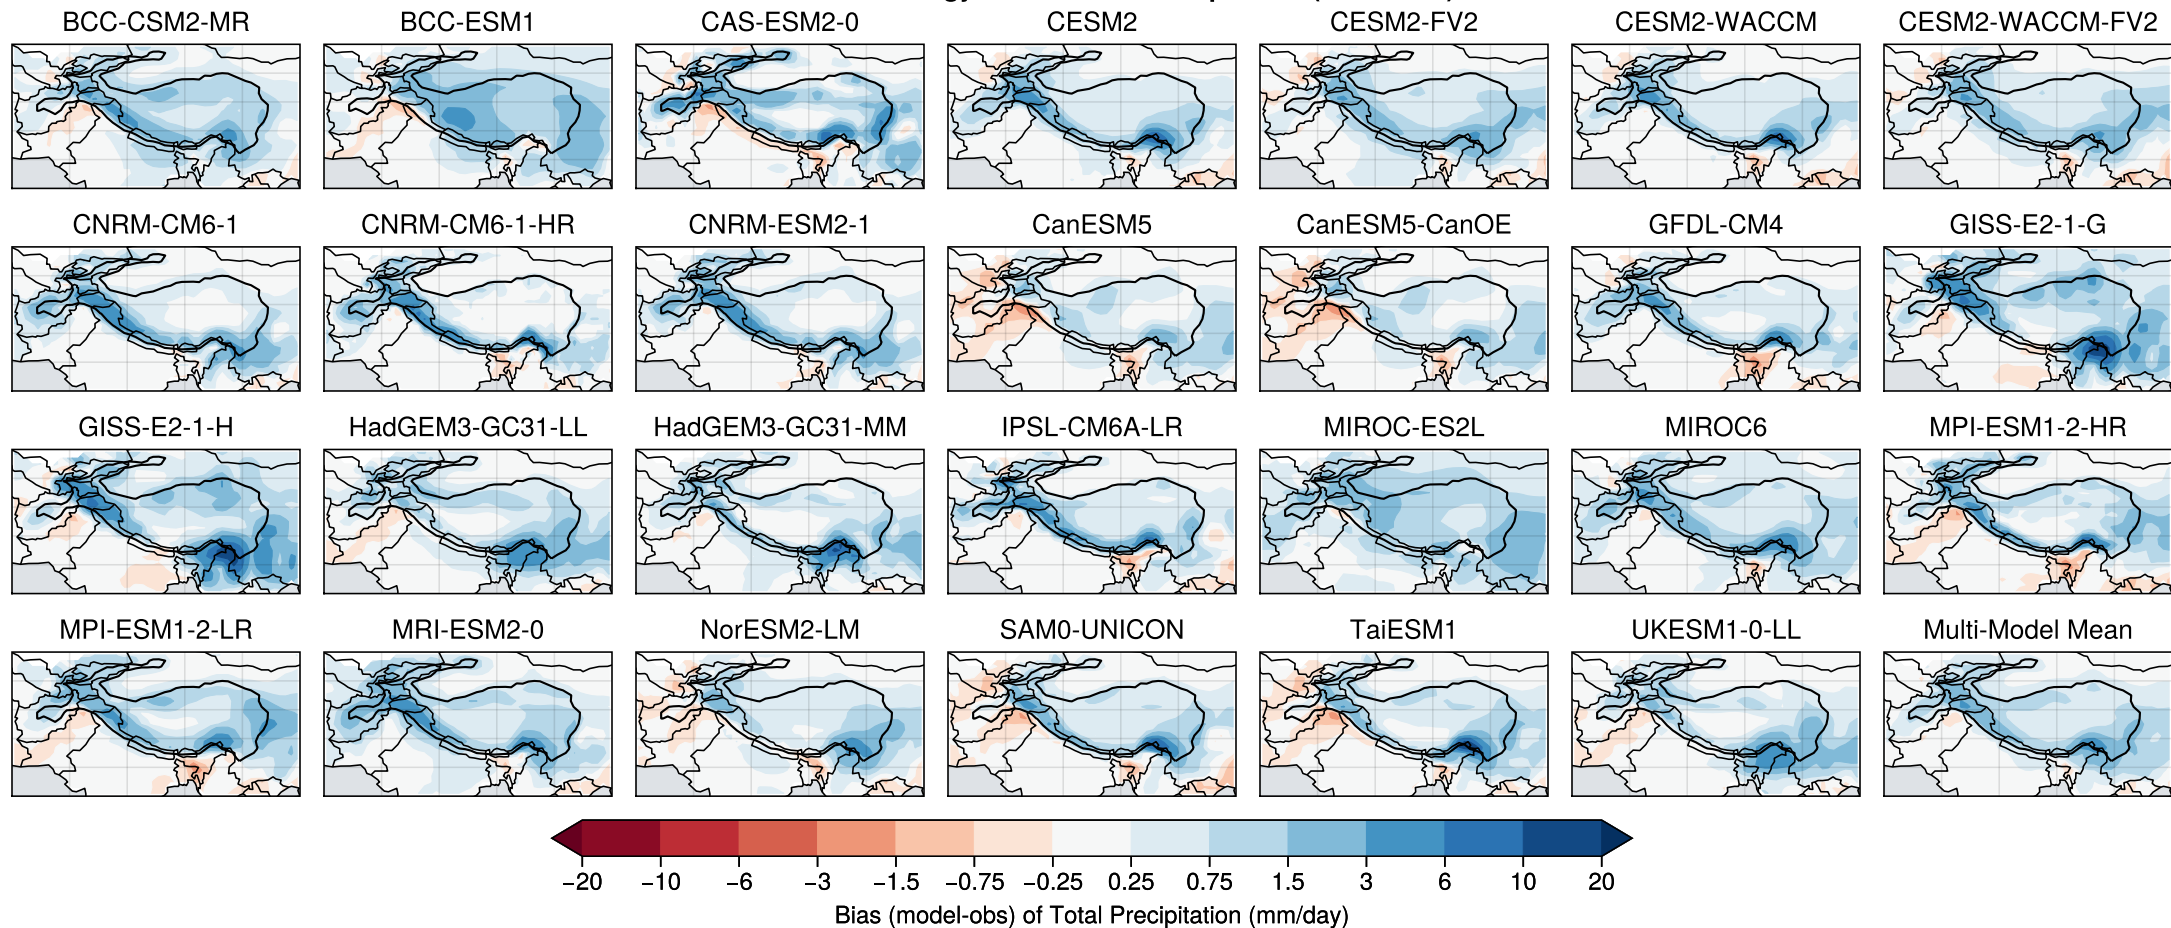 BCC-CSM2-MR BCC-ESM1 CAS-ESM2-0 CESM2 CESM2-FV2 CESM2-WACCM CESM2-WACCM-FV2
CNRM-CM6-1 CNRM-CM6-1-HR CNRM-ESM2-1 CanESM5 CanESM5-CanOE GFDL-CM4 GISS-E2-1-G
GISS-E2-1-H HadGEM3-GC31-LL HadGEM3-GC31-MM IPSL-CM6A-LR MIROC-ES2L MIROC6 MPI-ESM1-2-HR
MPI-ESM1-2-LR MRI-ESM2-0 NorESM2-LM SAM0-UNICON TaiESM1 UKESM1-0-LL Multi-Model Mean
−20 −10 −6 −3 −1.5 −0.75 −0.25 0.25 0.75 1.5 3 6 10 20
Bias (model-obs) of Total Precipitation (mm/day)